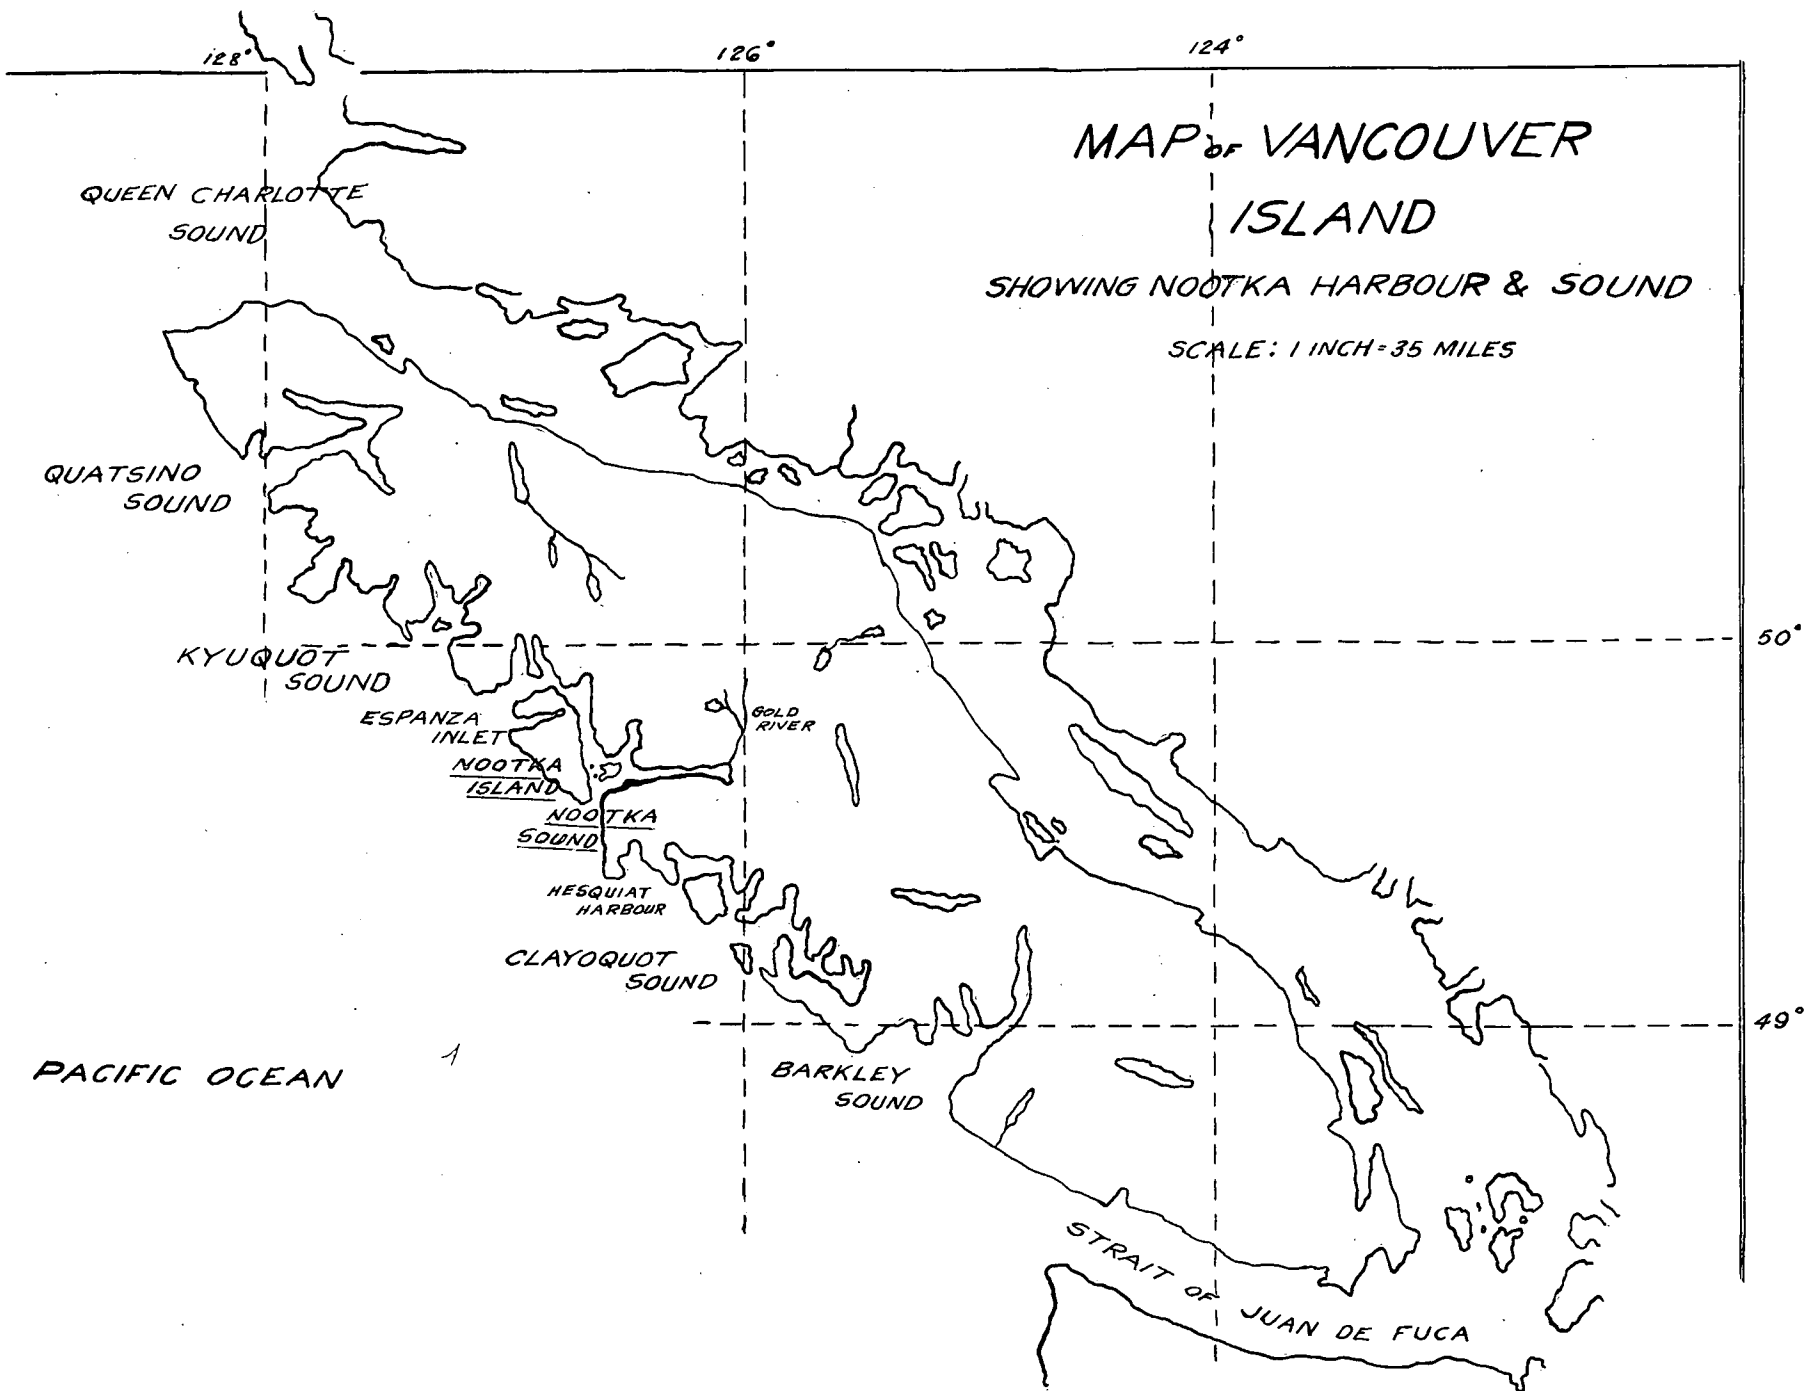 128°
126°
124°
MAP OF VANCOUVER
ISLAND
SHOWING NOOTKA HARBOUR & SOUND
SCALE: 1 INCH = 35 MILES
QUEEN CHARLOTTE
SOUND
QUATSINO
SOUND
50°
KYUQUOT
SOUND
ESPANZA
INLET
GOLD
RIVER
NOOTKA
ISLAND
NOOTKA
SOUND
HESQUIAT
HARBOUR
CLAYOQUOT
SOUND
49°
PACIFIC OCEAN
BARKLEY
SOUND
STRAIT OF JUAN DE FUCA